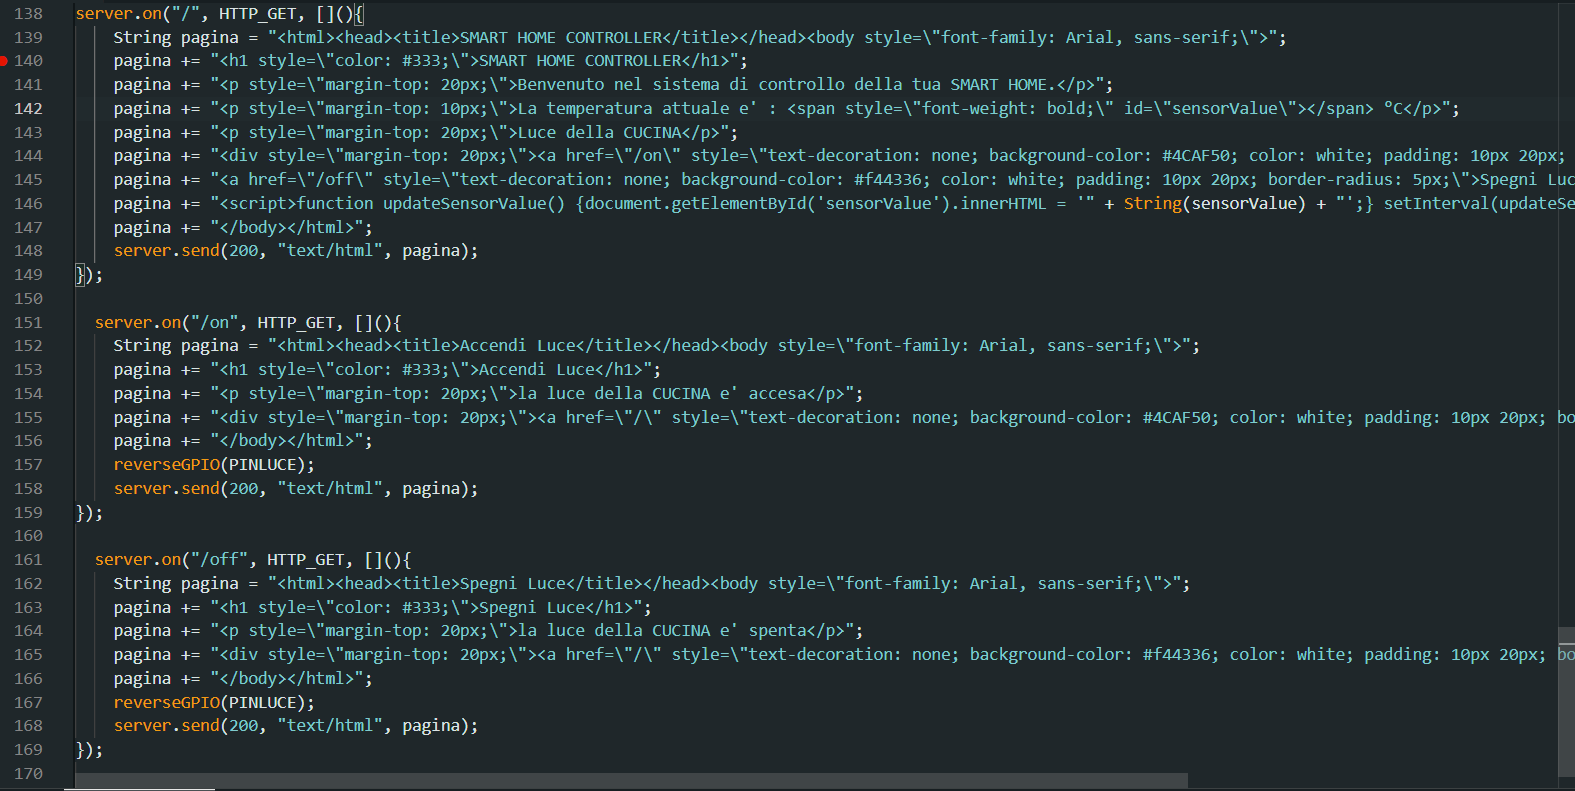 138 server.on("/", HTTP_GET, [](){
139 String pagina = "<html><head><title>SMART HOME CONTROLLER</title></head><body style=\"font-family: Arial, sans-serif;\">";
140 pagina += "<h1 style=\"color: #333;\">SMART HOME CONTROLLER</h1>";
141 pagina += "<p style=\"margin-top: 20px;\">Benvenuto nel sistema di controllo della tua SMART HOME.</p>";
142 pagina += "<p style=\"margin-top: 10px;\">La temperatura attuale e' : <span style=\"font-weight: bold;\" id=\"sensorValue\"></span> °C</p>";
143 pagina += "<p style=\"margin-top: 20px;\">Luce della CUCINA</p>";
144 pagina += "<div style=\"margin-top: 20px;\"><a href=\"/on\" style=\"text-decoration: none; background-color: #4CAF50; color: white; padding: 10px 20px;
145 pagina += "<a href=\"/off\" style=\"text-decoration: none; background-color: #f44336; color: white; padding: 10px 20px; border-radius: 5px;\">Spegni Luc
146 pagina += "<script>function updateSensorValue() {document.getElementById('sensorValue').innerHTML = '" + String(sensorValue) + "';} setInterval(updateSe
147 pagina += "</body></html>";
148 server.send(200, "text/html", pagina);
149 });
150
151 server.on("/on", HTTP_GET, [](){
152 String pagina = "<html><head><title>Accendi Luce</title></head><body style=\"font-family: Arial, sans-serif;\">";
153 pagina += "<h1 style=\"color: #333;\">Accendi Luce</h1>";
154 pagina += "<p style=\"margin-top: 20px;\">la luce della CUCINA e' accesa</p>";
155 pagina += "<div style=\"margin-top: 20px;\"><a href=\"/\" style=\"text-decoration: none; background-color: #4CAF50; color: white; padding: 10px 20px; bo
156 pagina += "</body></html>";
157 reverseGPIO(PINLUCE);
158 server.send(200, "text/html", pagina);
159 });
160
161 server.on("/off", HTTP_GET, [](){
162 String pagina = "<html><head><title>Spegni Luce</title></head><body style=\"font-family: Arial, sans-serif;\">";
163 pagina += "<h1 style=\"color: #333;\">Spegni Luce</h1>";
164 pagina += "<p style=\"margin-top: 20px;\">la luce della CUCINA e' spenta</p>";
165 pagina += "<div style=\"margin-top: 20px;\"><a href=\"/\" style=\"text-decoration: none; background-color: #f44336; color: white; padding: 10px 20px; bo
166 pagina += "</body></html>";
167 reverseGPIO(PINLUCE);
168 server.send(200, "text/html", pagina);
169 });
170